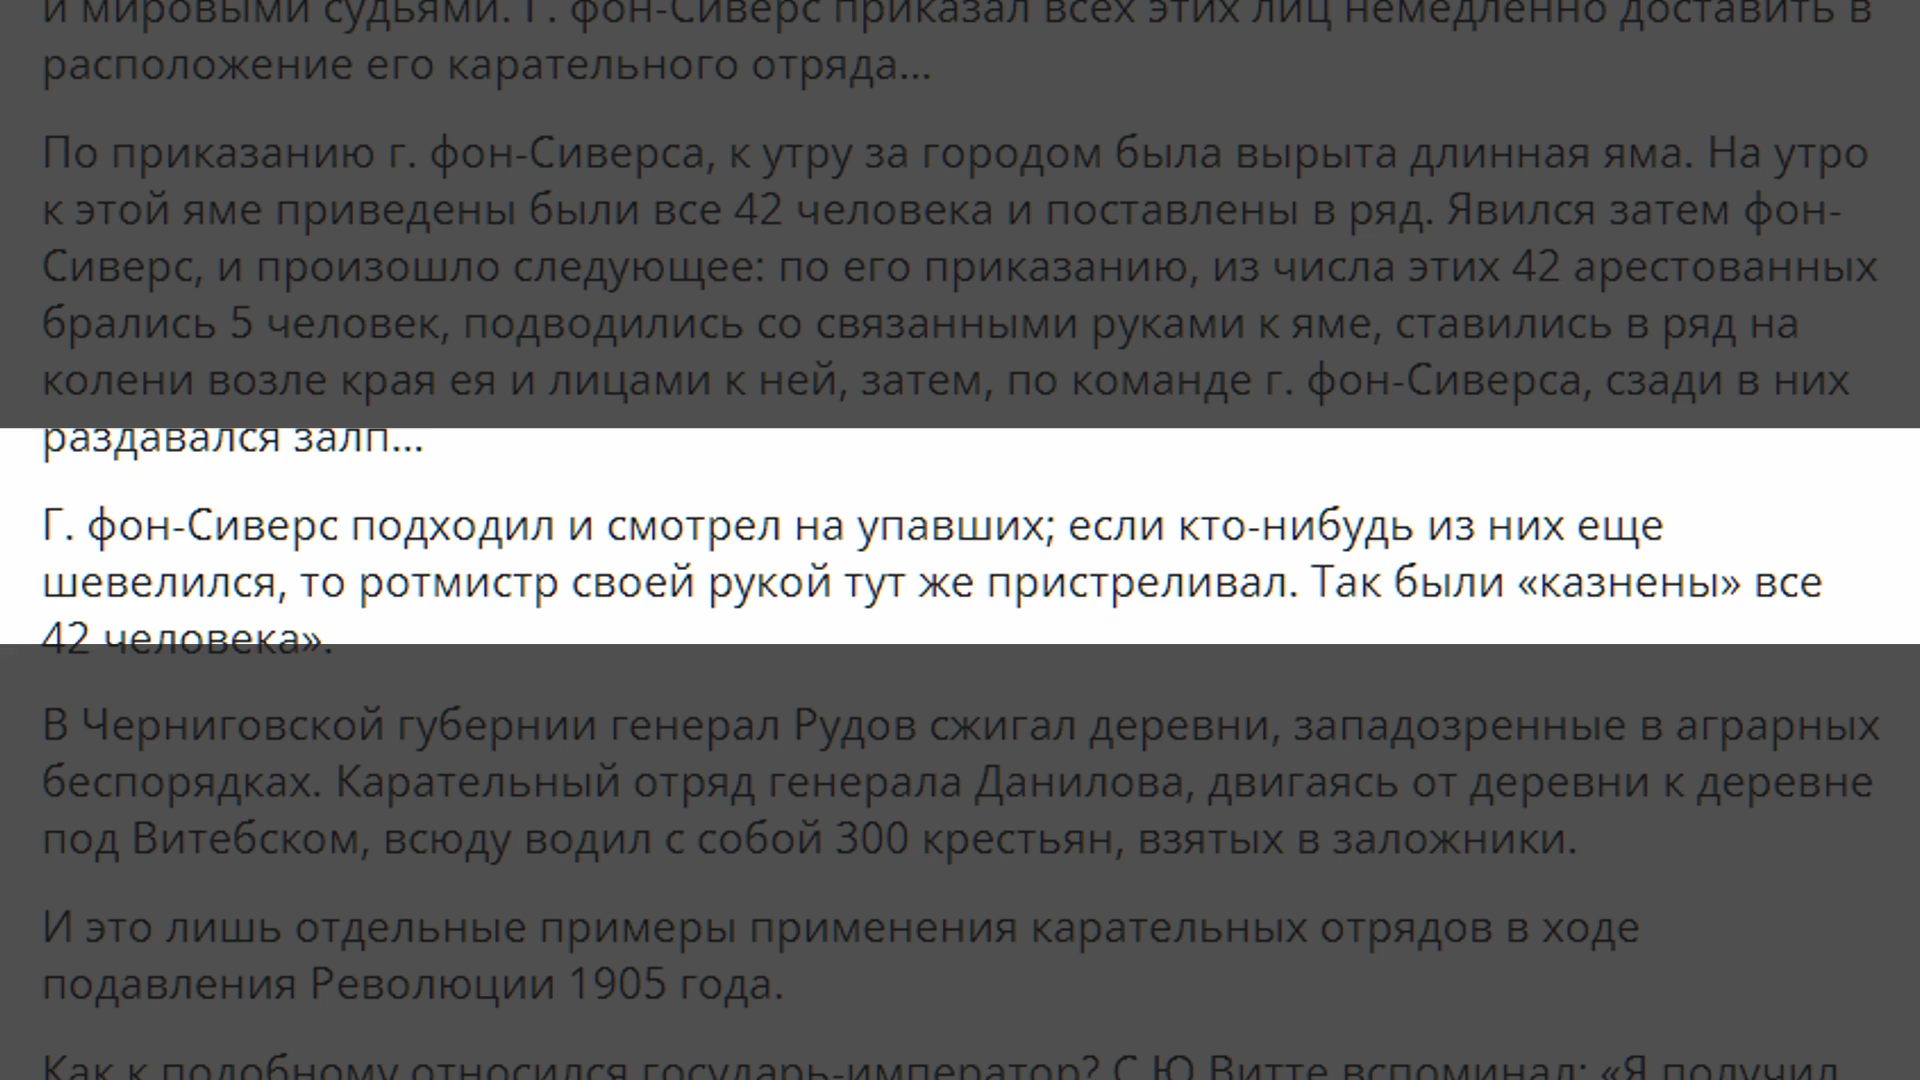 и мировыми судьями. Г. фон-Сиверс приказал всех этих лиц немедленно доставить в
расположение его карательного отряда...
По приказанию г. фон-Сиверса, к утру за городом была вырыта длинная яма. На утро
к этой яме приведены были все 42 человека и поставлены в ряд. Явился затем фон-
Сиверс, и произошло следующее: по его приказанию, из числа этих 42 арестованных
брались 5 человек, подводились со связанными руками к яме, ставились в ряд на
колени возле края ея и лицами к ней, затем, по команде г. фон-Сиверса, сзади в них
раздавался залп...
Г. фон-Сиверс подходил и смотрел на упавших; если кто-нибудь из них еще
шевелился, то ротмистр своей рукой тут же пристреливал. Так были «казнены» все
42 человека».
В Черниговской губернии генерал Рудов сжигал деревни, западозренные в аграрных
беспорядках. Карательный отряд генерала Данилова, двигаясь от деревни к деревне
под Витебском, всюду водил с собой 300 крестьян, взятых в заложники.
И это лишь отдельные примеры применения карательных отрядов в ходе
подавления Революции 1905 года.
Как к подобному относился государь-император? С.Ю.Витте вспоминал: «Я получил